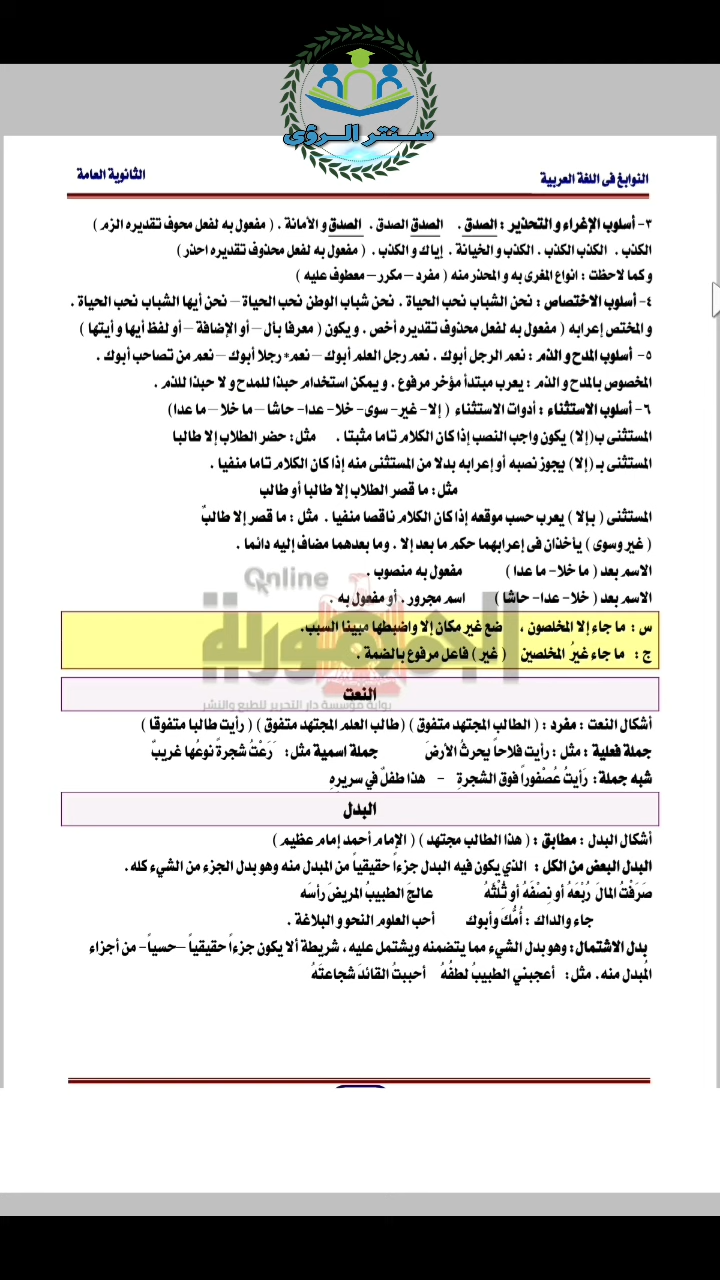 سنتر الرؤى
النوابغ فى اللغة العربية
الثانوية العامة
٣- أسلوب الإغراء و التحذير : الصدق . الصدق الصدق . الصدق و الأمانة . ( مفعول به لفعل محوف تقديره الزم )
الكذب . الكذب الكذب . الكذب و الخيانة . إياك و الكذب . ( مفعول به لفعل محذوف تقديره احذر )
و كما لاحظت : انواع المغرى به و المحذر منه ( مفرد – مكرر – معطوف عليه )
٤- أسلوب الاختصاص : نحن الشباب نحب الحياة . نحن شباب الوطن نحب الحياة – نحن أيها الشباب نحب الحياة .
و المختص إعرابه ( مفعول به لفعل محذوف تقديره أخص . و يكون ( معرفا بأل – أو الإضافة – أو لفظ أيها و أيتها )
٥- أسلوب المدح و الذم : نعم الرجل أبوك . نعم رجل العلم أبوك – نعم* رجلا أبوك – نعم من تصاحب أبوك .
المخصوص بالمدح و الذم : يعرب مبتدأ مؤخر مرفوع . و يمكن استخدام حبذا للمدح و لا حبذا للذم .
٦- أسلوب الاستثناء : أدوات الاستثناء ( إلا – غير – سوى – خلا – عدا – حاشا – ما خلا – ما عدا )
المستثنى ب(إلا) يكون واجب النصب إذا كان الكلام تاما مثبتا . مثل : حضر الطلاب إلا طالبا
المستثنى بـ (إلا) يجوز نصبه أو إعرابه بدلا من المستثنى منه إذا كان الكلام تاما منفيا .
مثل : ما قصر الطلاب إلا طالبا أو طالب
المستثنى ( بإلا ) يعرب حسب موقعه إذا كان الكلام ناقصا منفيا . مثل : ما قصر إلا طالبٌ
( غير و سوى ) يأخذان فى إعرابهما حكم ما بعد إلا . وما بعدهما مضاف إليه دائما .
الاسم بعد ( ما خلا – ما عدا ) مفعول به منصوب .
الاسم بعد ( خلا – عدا – حاشا ) اسم مجرور . أو مفعول به .
Online
الجمهورية
بوابة مؤسسة دار التحرير للطبع والنشر
س : ما جاء إلا المخلصون ، ضع غير مكان إلا واضبطها مبينا السبب.
ج : ما جاء غيرُ المخلصين ( غير ) فاعل مرفوع بالضمة .
النعت
أشكال النعت : مفرد : ( الطالب المجتهد متفوق ) (طالب العلم المجتهد متفوق ) ( رأيت طالبا متفوقا )
جملة فعلية : مثل : رأيت فلاحاً يحرثُ الأرضَ جملة اسمية مثل : زَرَعْتُ شجرةً نوعُها غريبٌ
شبه جملة : رَأيتُ عُصْفوراً فوق الشجرةِ - هذا طفلٌ في سريرِهِ
البدل
أشكال البدل : مطابق : ( هذا الطالب مجتهد ) ( الإمام أحمد إمام عظيم )
البدل البعض من الكل : الذي يكون فيه البدل جزءاً حقيقياً من المبدل منه وهو بدل الجزء من الشيء كله .
صَرَفْتُ المالَ رُبْعَهُ أو نِصْفَهُ أو ثُلْثَهُ عالجَ الطبيبُ المريضَ رأسَه
جاء والداك : أُمُّكَ وأبوك أحب العلوم النحو و البلاغة .
بدل الاشتمال : وهو بدل الشيء مما يتضمنه ويشتمل عليه ، شريطة ألا يكون جزءاً حقيقياً –حسياً– من أجزاء
المُبدل منه . مثل : أعجبني الطبيبُ لطفُهُ أحببتُ القائدَ شجاعتَهُ